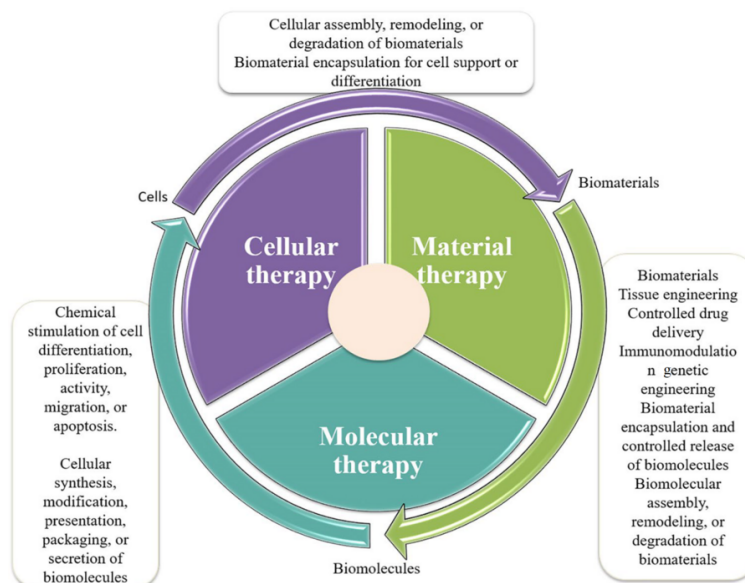 Cellular assembly, remodeling, or
degradation of biomaterials
Biomaterial encapsulation for cell support or
differentiation
Cells
Biomaterials
Cellular
therapy
Material
therapy
Molecular
therapy
Chemical
stimulation of cell
differentiation,
proliferation,
activity,
migration, or
apoptosis.
Cellular
synthesis,
modification,
presentation,
packaging, or
secretion of
biomolecules
Biomaterials
Tissue engineering
Controlled drug
delivery
Immunomodulatio
n genetic
engineering
Biomaterial
encapsulation and
controlled release
of biomolecules
Biomolecular
assembly,
remodeling, or
degradation of
biomaterials
Biomolecules